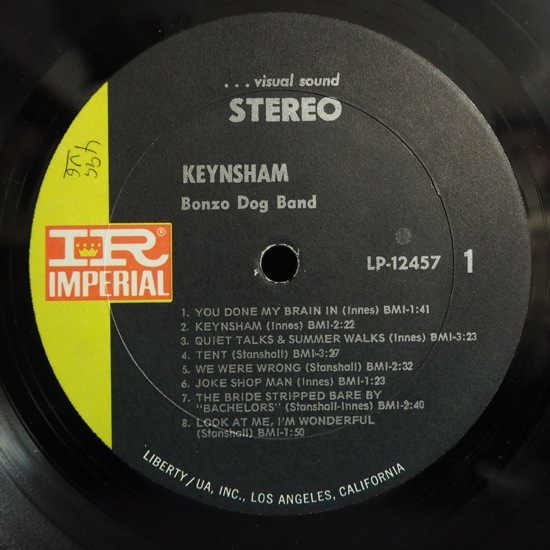 . . . visual sound
STEREO
KEYNSHAM
Bonzo Dog Band
IR®
IMPERIAL
LP-12457 1
1. YOU DONE MY BRAIN IN (Innes) BMI-1:41
2. KEYNSHAM (Innes) BMI-2:22
3. QUIET TALKS & SUMMER WALKS (Innes) BMI-3:23
4. TENT (Stanshall) BMI-3:27
5. WE WERE WRONG (Stanshall) BMI-2:32
6. JOKE SHOP MAN (Innes) BMI-1:23
7. THE BRIDE STRIPPED BARE BY
"BACHELORS" (Stanshall-Innes) BMI-2:40
8. LOOK AT ME, I'M WONDERFUL
(Stanshall) BMI-1:50
LIBERTY/UA, INC., LOS ANGELES, CALIFORNIA